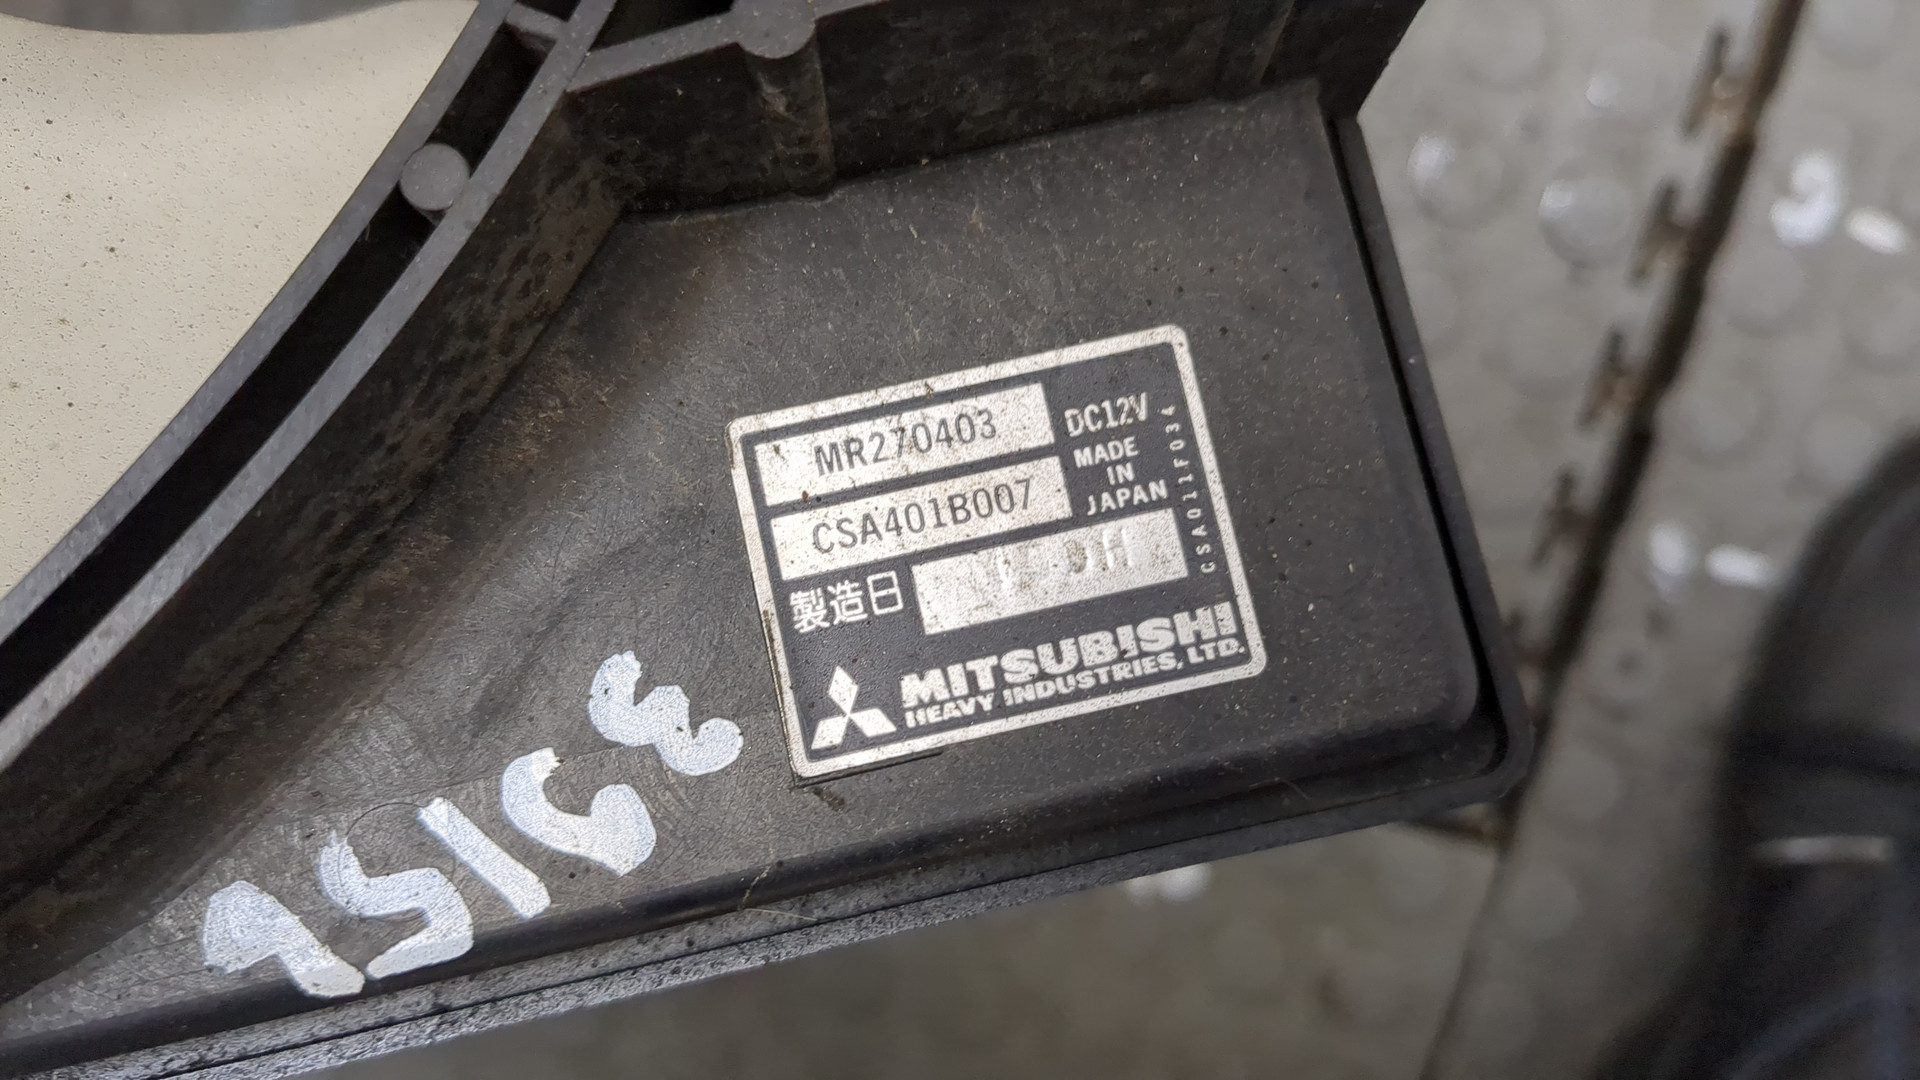 MR270403
DC12V
MADE
IN
JAPAN
CSA401B007
CSA011F034
製造日
MITSUBISHI
HEAVY INDUSTRIES, LTD.